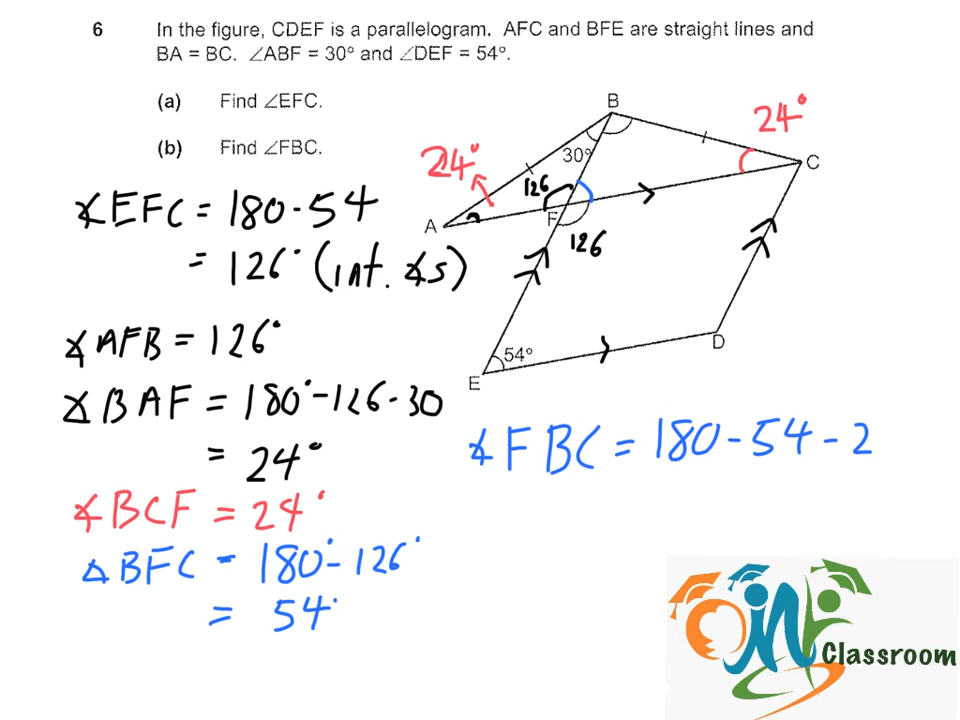 6 In the figure, CDEF is a parallelogram. AFC and BFE are straight lines and
BA = BC. ∠ABF = 30° and ∠DEF = 54°.
(a) Find ∠EFC.
(b) Find ∠FBC.
B
24°
C
30°
24°
126
A
F
126
D
54°
E
∡EFC = 180 - 54
= 126° (int. ∡s)
∡AFB = 126°
∡BAF = 180° - 126 - 30
= 24°
∡BCF = 24°
∡BFC = 180° - 126°
= 54°
∡FBC = 180 - 54 - 2
OINK
Classroom